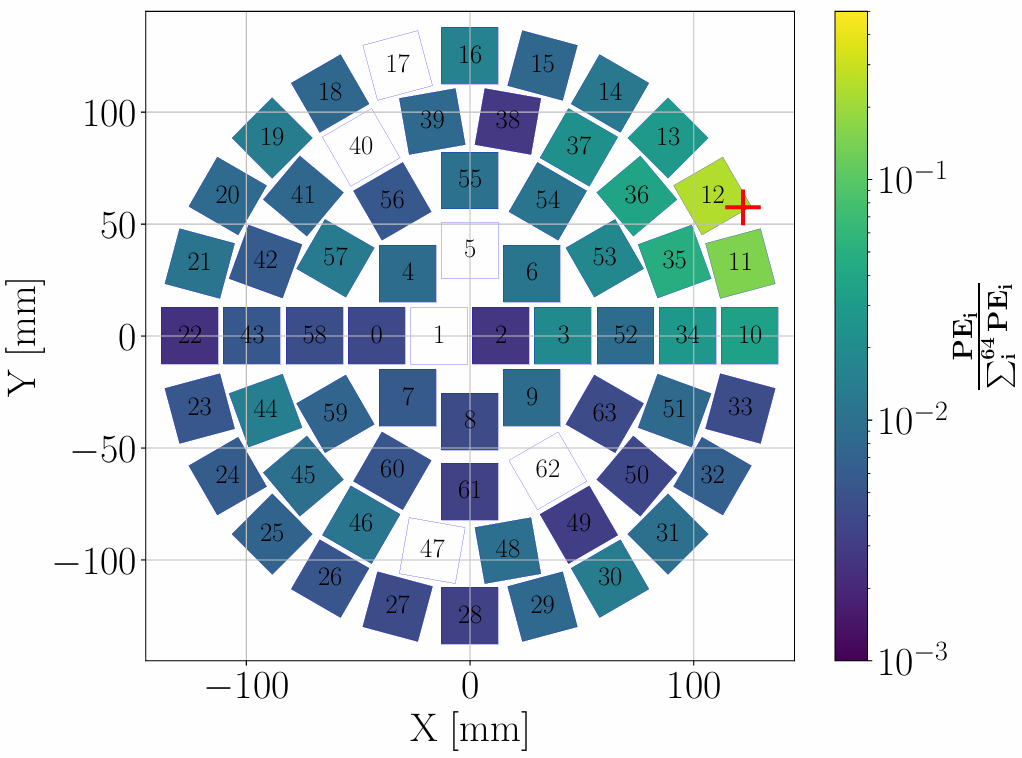 17 16 15
18 14
39 38
19 40 37 13
100
55
20 41 56 54 36 12
50
5
21 42 57 4 6 53 35 11
0 22 43 58 0 1 2 3 52 34 10
23 44 59 7 8 9 63 51 33
−50
24 45 60 62 50 32
61
25 46 47 48 49 31
−100
26 30
27 28 29
−100 0 100
X [mm]
Y [mm]
10−1
10−2
10−3
PEi
∑i64 PEi